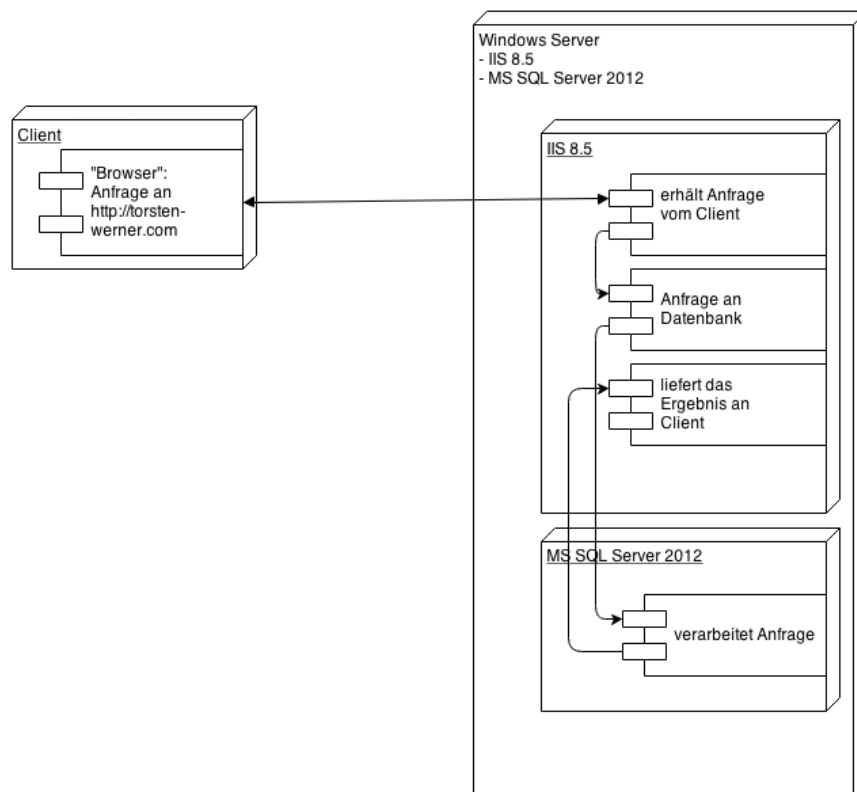 Windows Server
- IIS 8.5
- MS SQL Server 2012
Client
"Browser":
Anfrage an
http://torsten-
werner.com
IIS 8.5
erhält Anfrage
vom Client
Anfrage an
Datenbank
liefert das
Ergebnis an
Client
MS SQL Server 2012
verarbeitet Anfrage